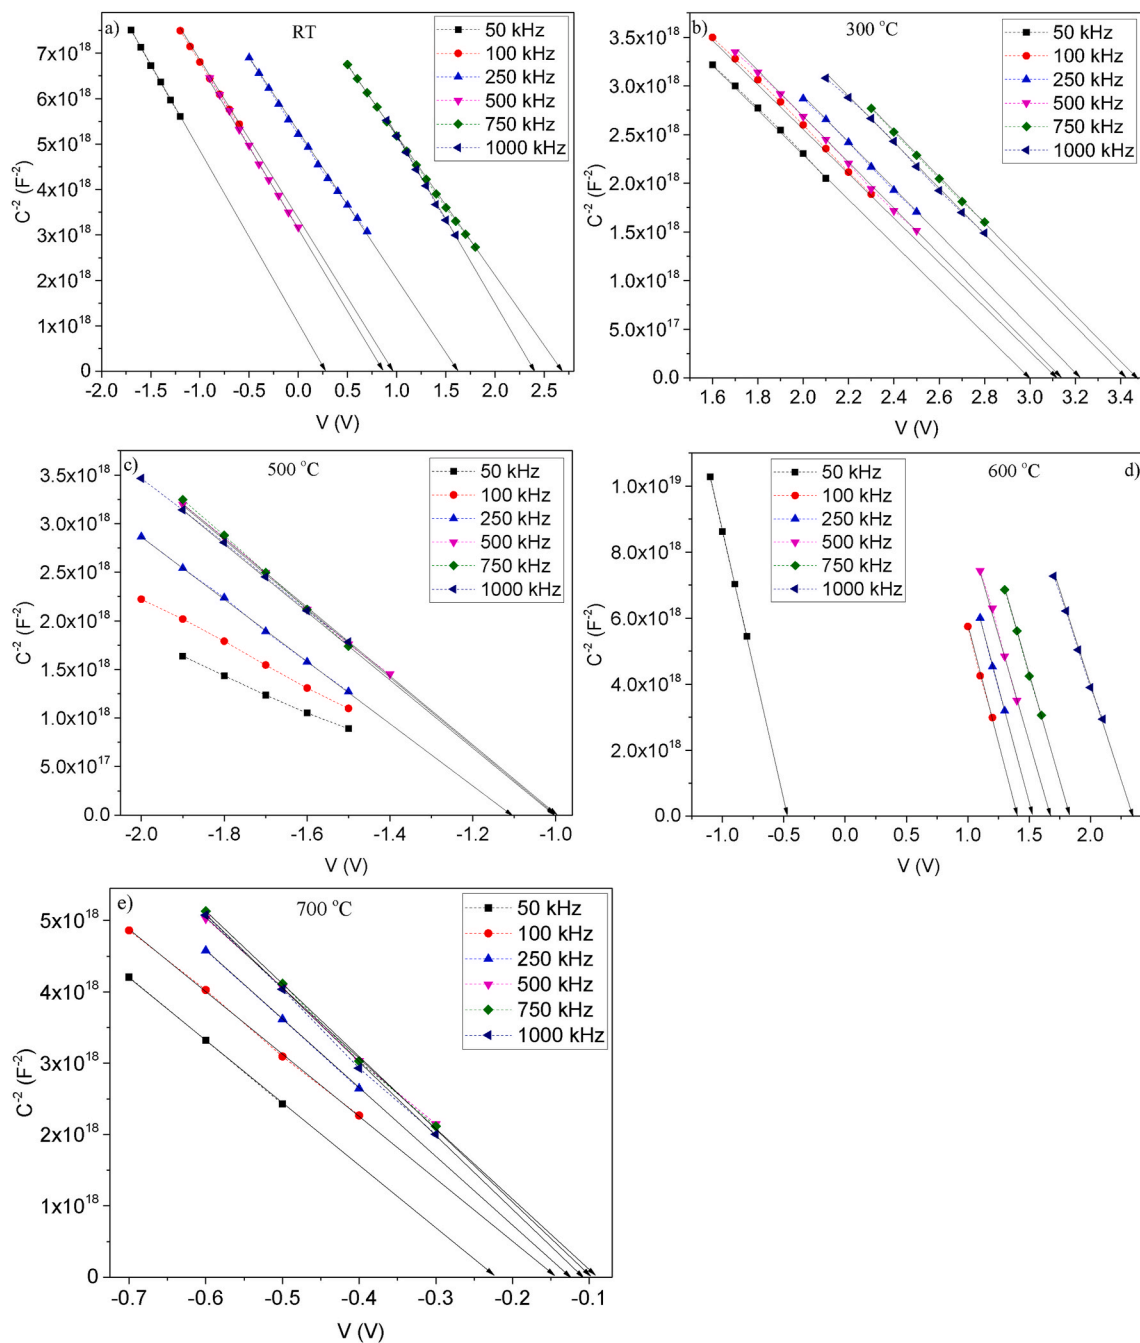 a)
RT
50 kHz
100 kHz
250 kHz
500 kHz
750 kHz
1000 kHz
7x10^18
6x10^18
5x10^18
4x10^18
3x10^18
2x10^18
1x10^18
0
C^-2 (F^-2)
-2.0 -1.5 -1.0 -0.5 0.0 0.5 1.0 1.5 2.0 2.5
V (V)
b)
300 °C
50 kHz
100 kHz
250 kHz
500 kHz
750 kHz
1000 kHz
3.5x10^18
3.0x10^18
2.5x10^18
2.0x10^18
1.5x10^18
1.0x10^18
5.0x10^17
0.0
C^-2 (F^-2)
1.6 1.8 2.0 2.2 2.4 2.6 2.8 3.0 3.2 3.4
V (V)
c)
500 °C
50 kHz
100 kHz
250 kHz
500 kHz
750 kHz
1000 kHz
3.5x10^18
3.0x10^18
2.5x10^18
2.0x10^18
1.5x10^18
1.0x10^18
5.0x10^17
0.0
C^-2 (F^-2)
-2.0 -1.8 -1.6 -1.4 -1.2 -1.0
V (V)
600 °C
d)
50 kHz
100 kHz
250 kHz
500 kHz
750 kHz
1000 kHz
1.0x10^19
8.0x10^18
6.0x10^18
4.0x10^18
2.0x10^18
0.0
C^-2 (F^-2)
-1.0 -0.5 0.0 0.5 1.0 1.5 2.0
V (V)
e)
700 °C
50 kHz
100 kHz
250 kHz
500 kHz
750 kHz
1000 kHz
5x10^18
4x10^18
3x10^18
2x10^18
1x10^18
0
C^-2 (F^-2)
-0.7 -0.6 -0.5 -0.4 -0.3 -0.2 -0.1
V (V)